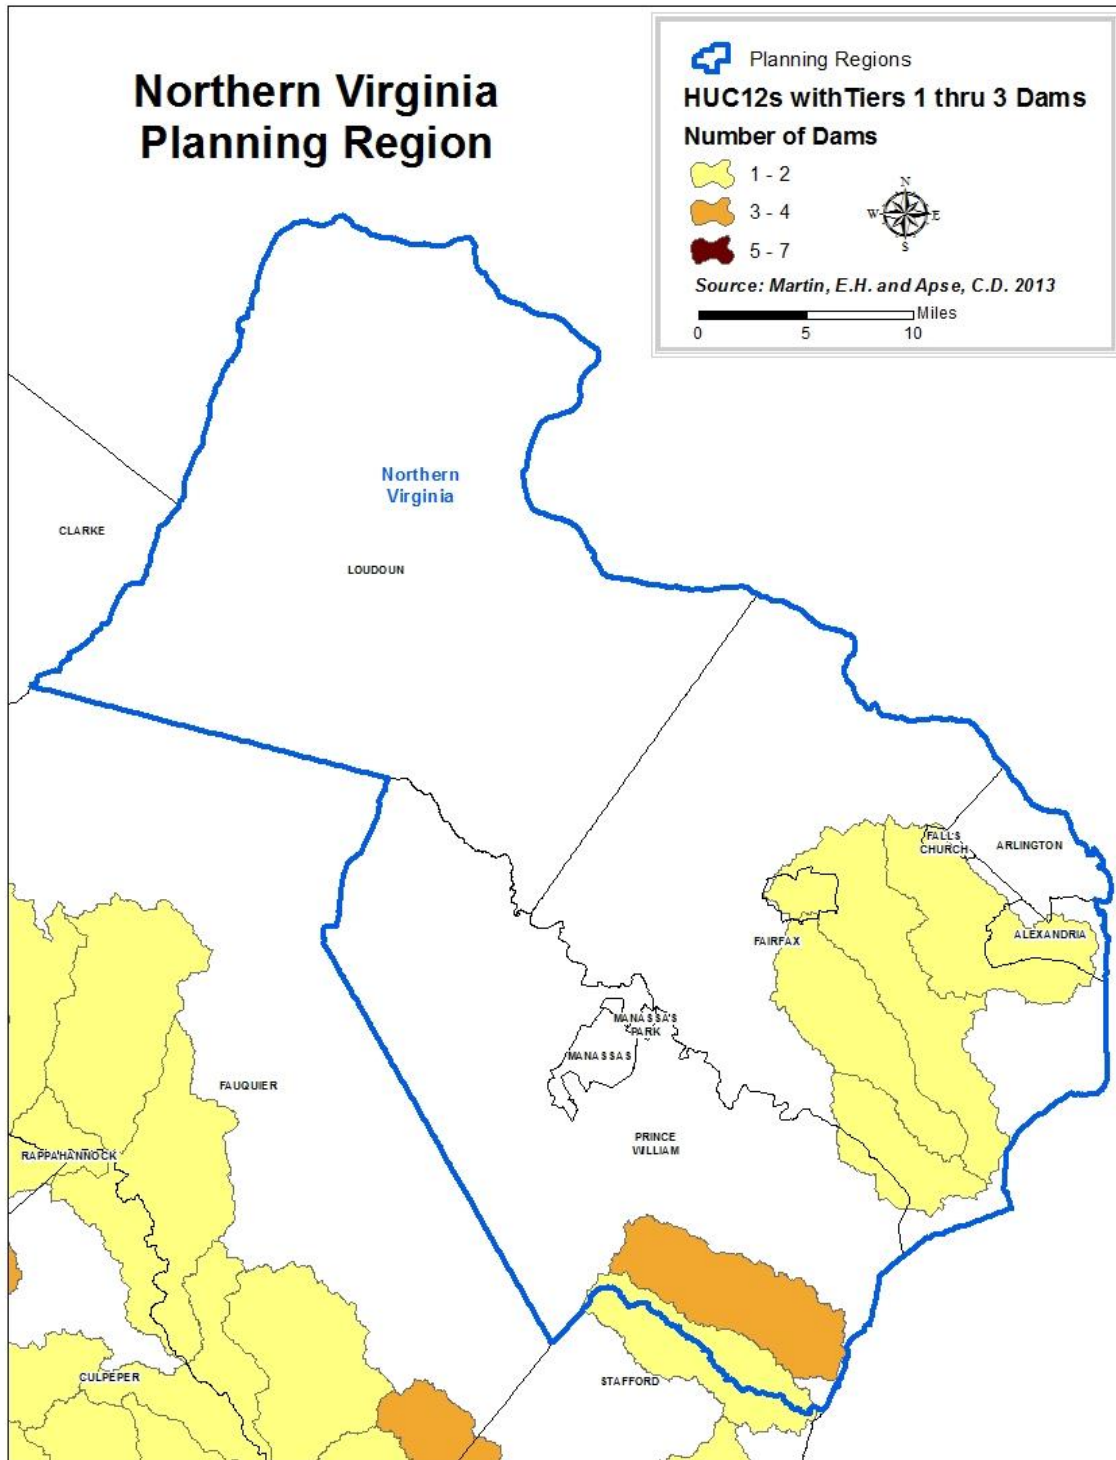 Northern Virginia
Planning Region
Planning Regions
HUC12s withTiers 1 thru 3 Dams
Number of Dams
1 - 2
3 - 4
5 - 7
N
W
E
S
Source: Martin, E.H. and Apse, C.D. 2013
Miles
0
5
10
Northern
Virginia
CLARKE
LOUDOUN
FALLS
CHURCH
ARLINGTON
ALEXANDRIA
FAIRFAX
MANASSAS
PARK
MANASSAS
FAUQUIER
PRINCE
WILLIAM
RAPPAHANNOCK
CULPEPER
STAFFORD